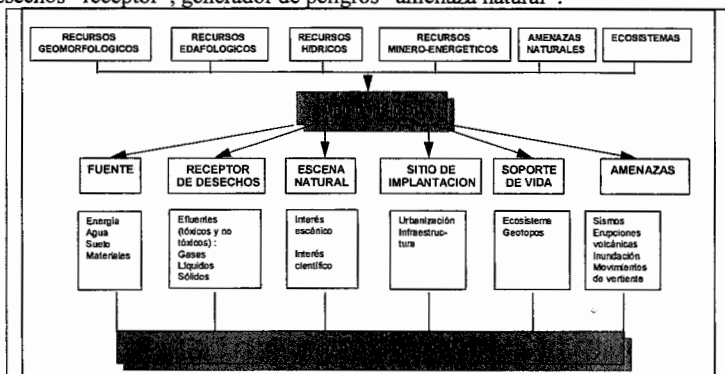 desechos "receptor", generador de peligros "amenaza natural".
RECURSOS
GEOMORFOLOGICOS
RECURSOS
EDAFOLOGICOS
RECURSOS
HIDRICOS
RECURSOS
MINERO-ENERGETICOS
AMENAZAS
NATURALES
ECOSISTEMAS
FUENTE
RECEPTOR
DE DESECHOS
ESCENA
NATURAL
SITIO DE
IMPLANTACION
SOPORTE
DE VIDA
AMENAZAS
Energía
Agua
Suelo
Materiales
Efluentes
(tóxicos y no
tóxicos) :
Gases
Líquidos
Sólidos
Interés
escénico
Interés
científico
Urbanización
Infraestruc-
tura
Ecosistema
Geotopos
Sismos
Erupciones
volcánicas
Inundación
Movimientos
de vertiente